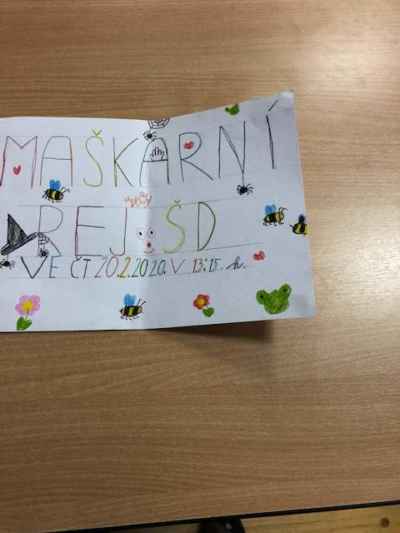 MAŠKARNÍ
REJ ŠD
VE ČT 20.2.2020. V 13:15. h.